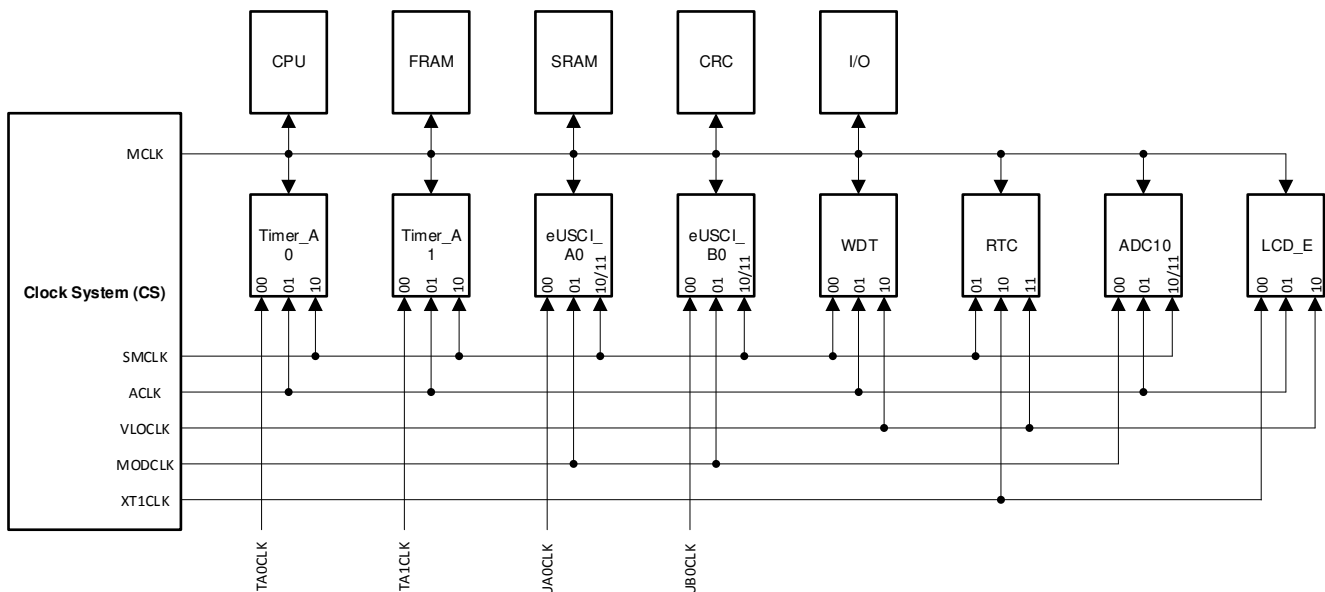 CPU
FRAM
SRAM
CRC
I/O
MCLK
Timer_A
0
Timer_A
1
eUSCI_
A0
eUSCI_
B0
WDT
RTC
ADC10
LCD_E
00
01
10
00
01
10
00
01
10/11
00
01
10/11
00
01
10
01
10
11
00
01
10/11
00
01
10
Clock System (CS)
SMCLK
ACLK
VLOCLK
MODCLK
XT1CLK
TA0CLK
TA1CLK